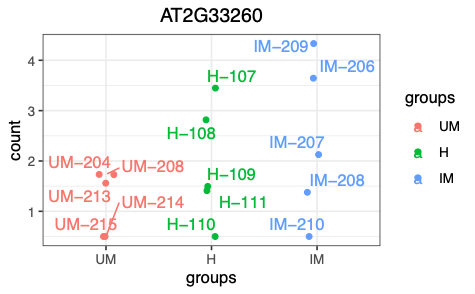 AT2G33260
IM−209
IM−206
H−107
H−108
IM−207
UM−204
UM−208
H−109
IM−208
UM−213
UM−214
H−111
UM−215
H−110
IM−210
4
3
2
1
count
UM
H
IM
groups
groups
a UM
a H
a IM